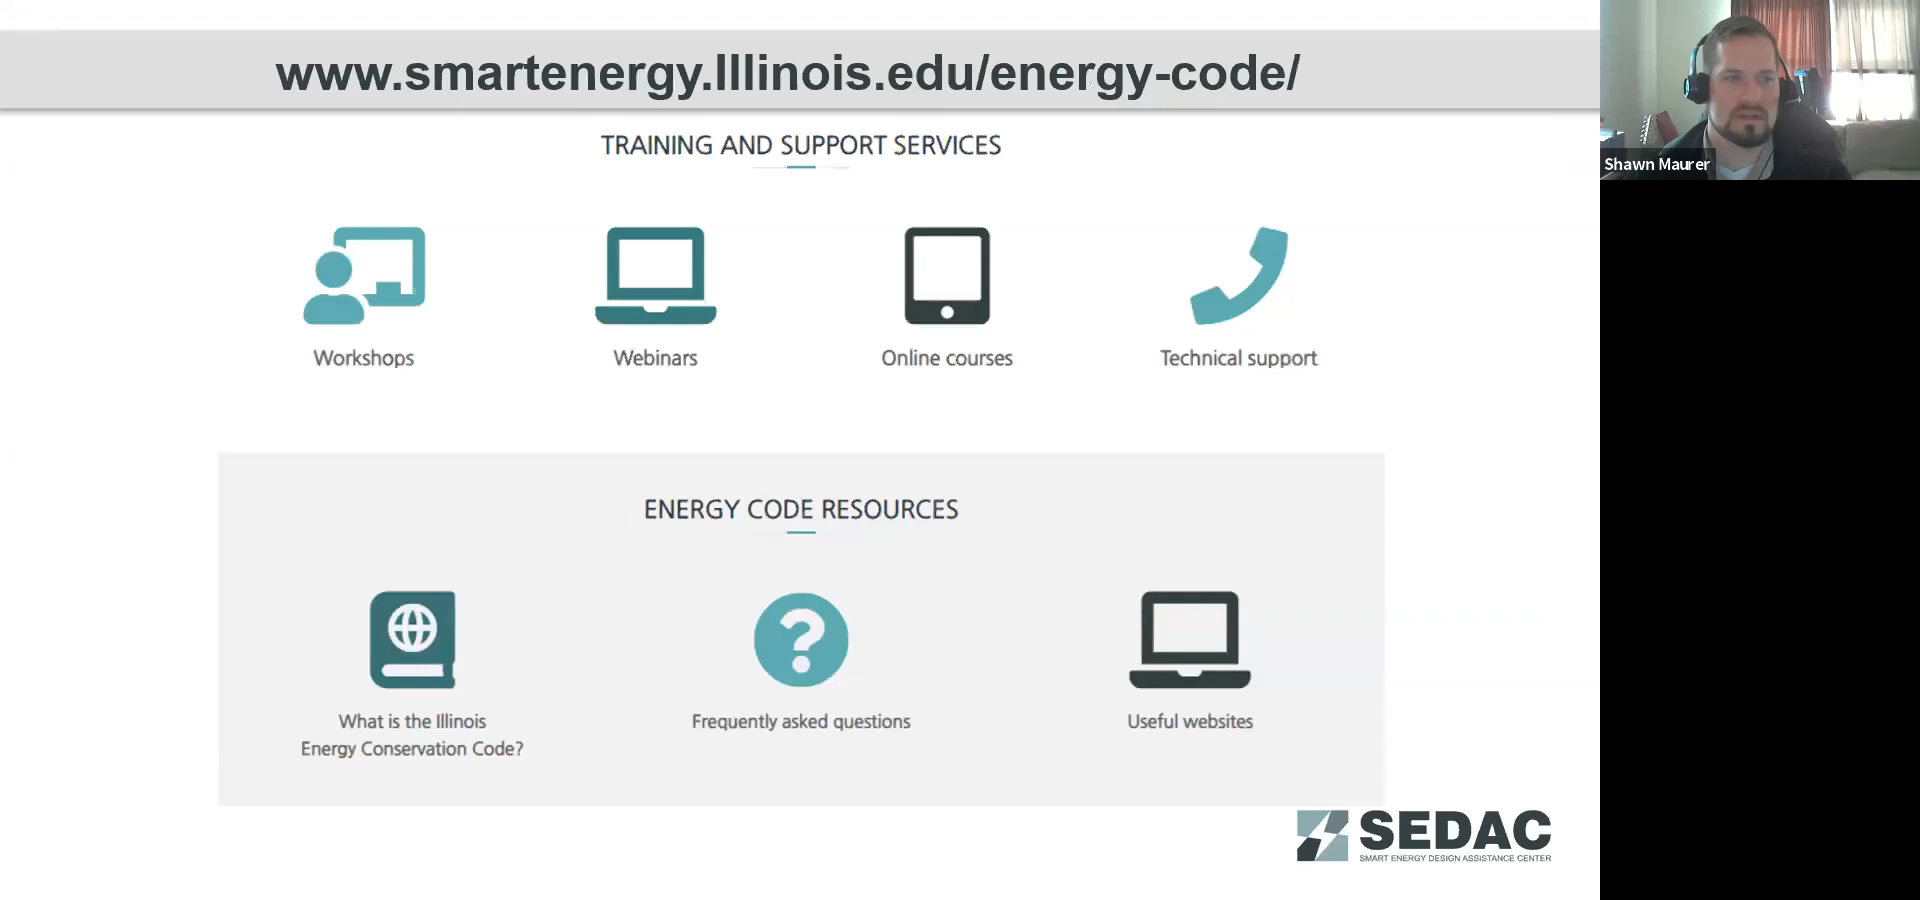 www.smartenergy.Illinois.edu/energy-code/
Shawn Maurer
TRAINING AND SUPPORT SERVICES
Workshops
Webinars
Online courses
Technical support
ENERGY CODE RESOURCES
What is the Illinois
Energy Conservation Code?
Frequently asked questions
Useful websites
SEDAC
SMART ENERGY DESIGN ASSISTANCE CENTER